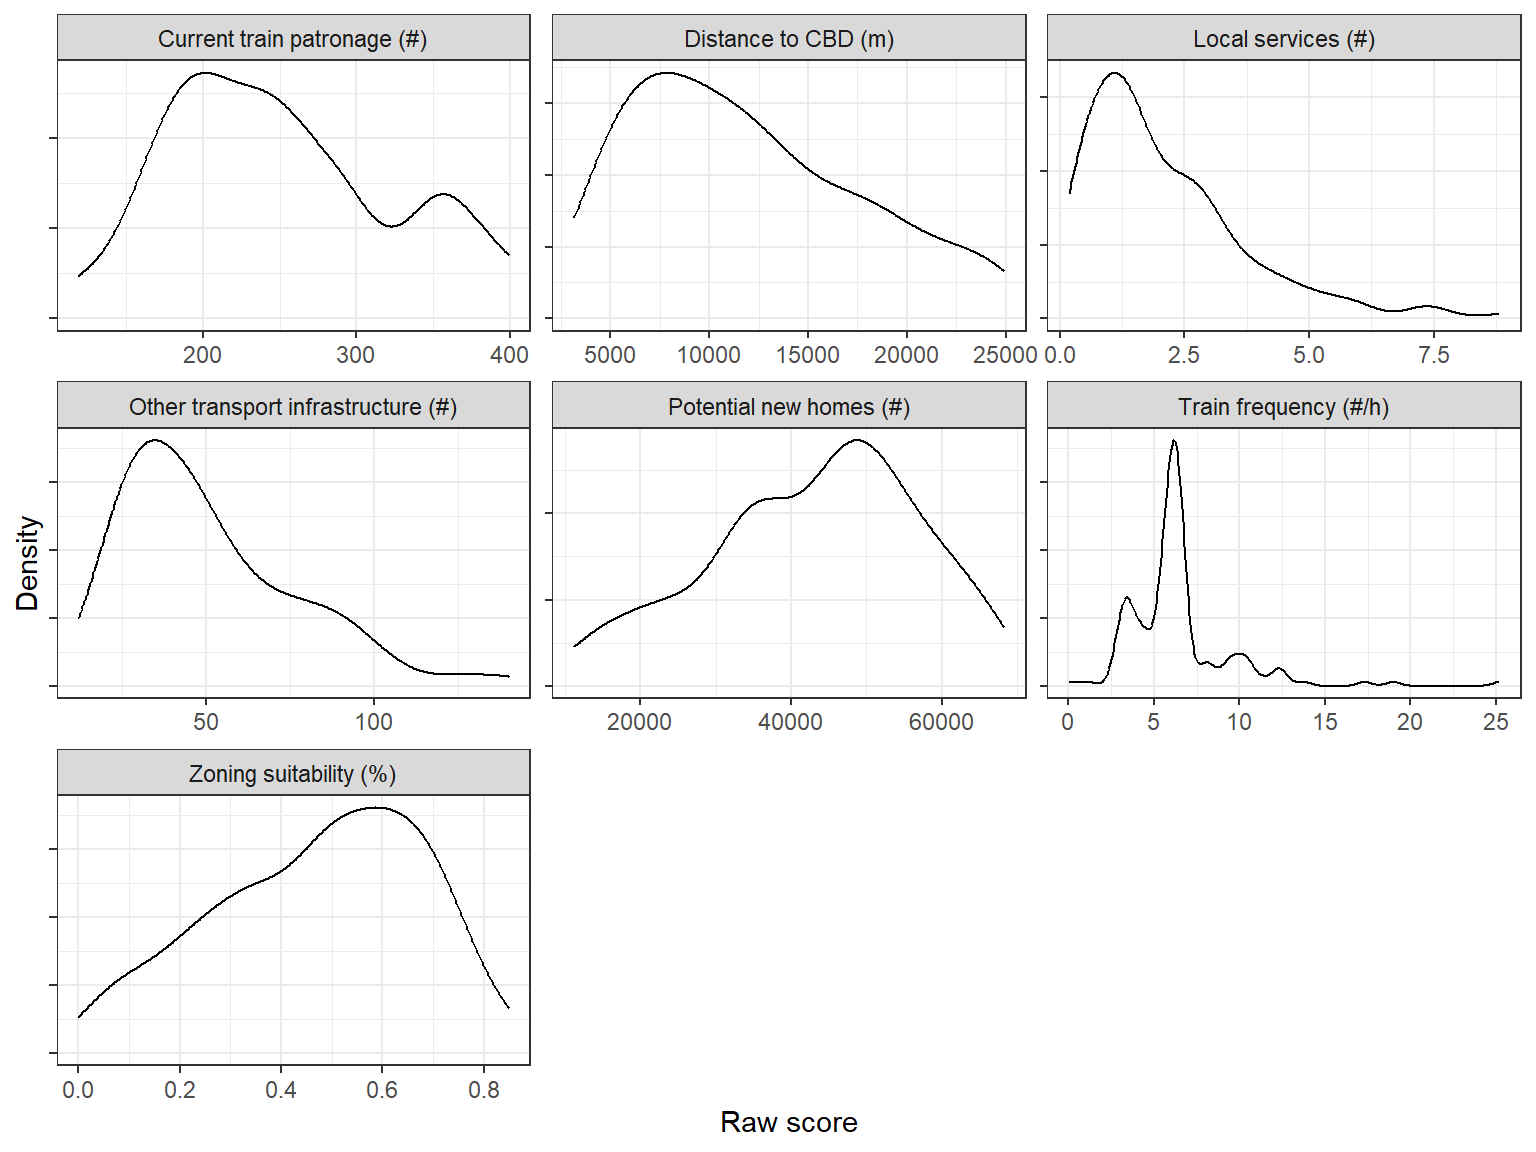 Current train patronage (#)
Distance to CBD (m)
Local services (#)
200 300 400
5000 10000 15000 20000 25000
0.0 2.5 5.0 7.5
Other transport infrastructure (#)
Potential new homes (#)
Train frequency (#/h)
Density
50 100
20000 40000 60000
0 5 10 15 20 25
Zoning suitability (%)
0.0 0.2 0.4 0.6 0.8
Raw score